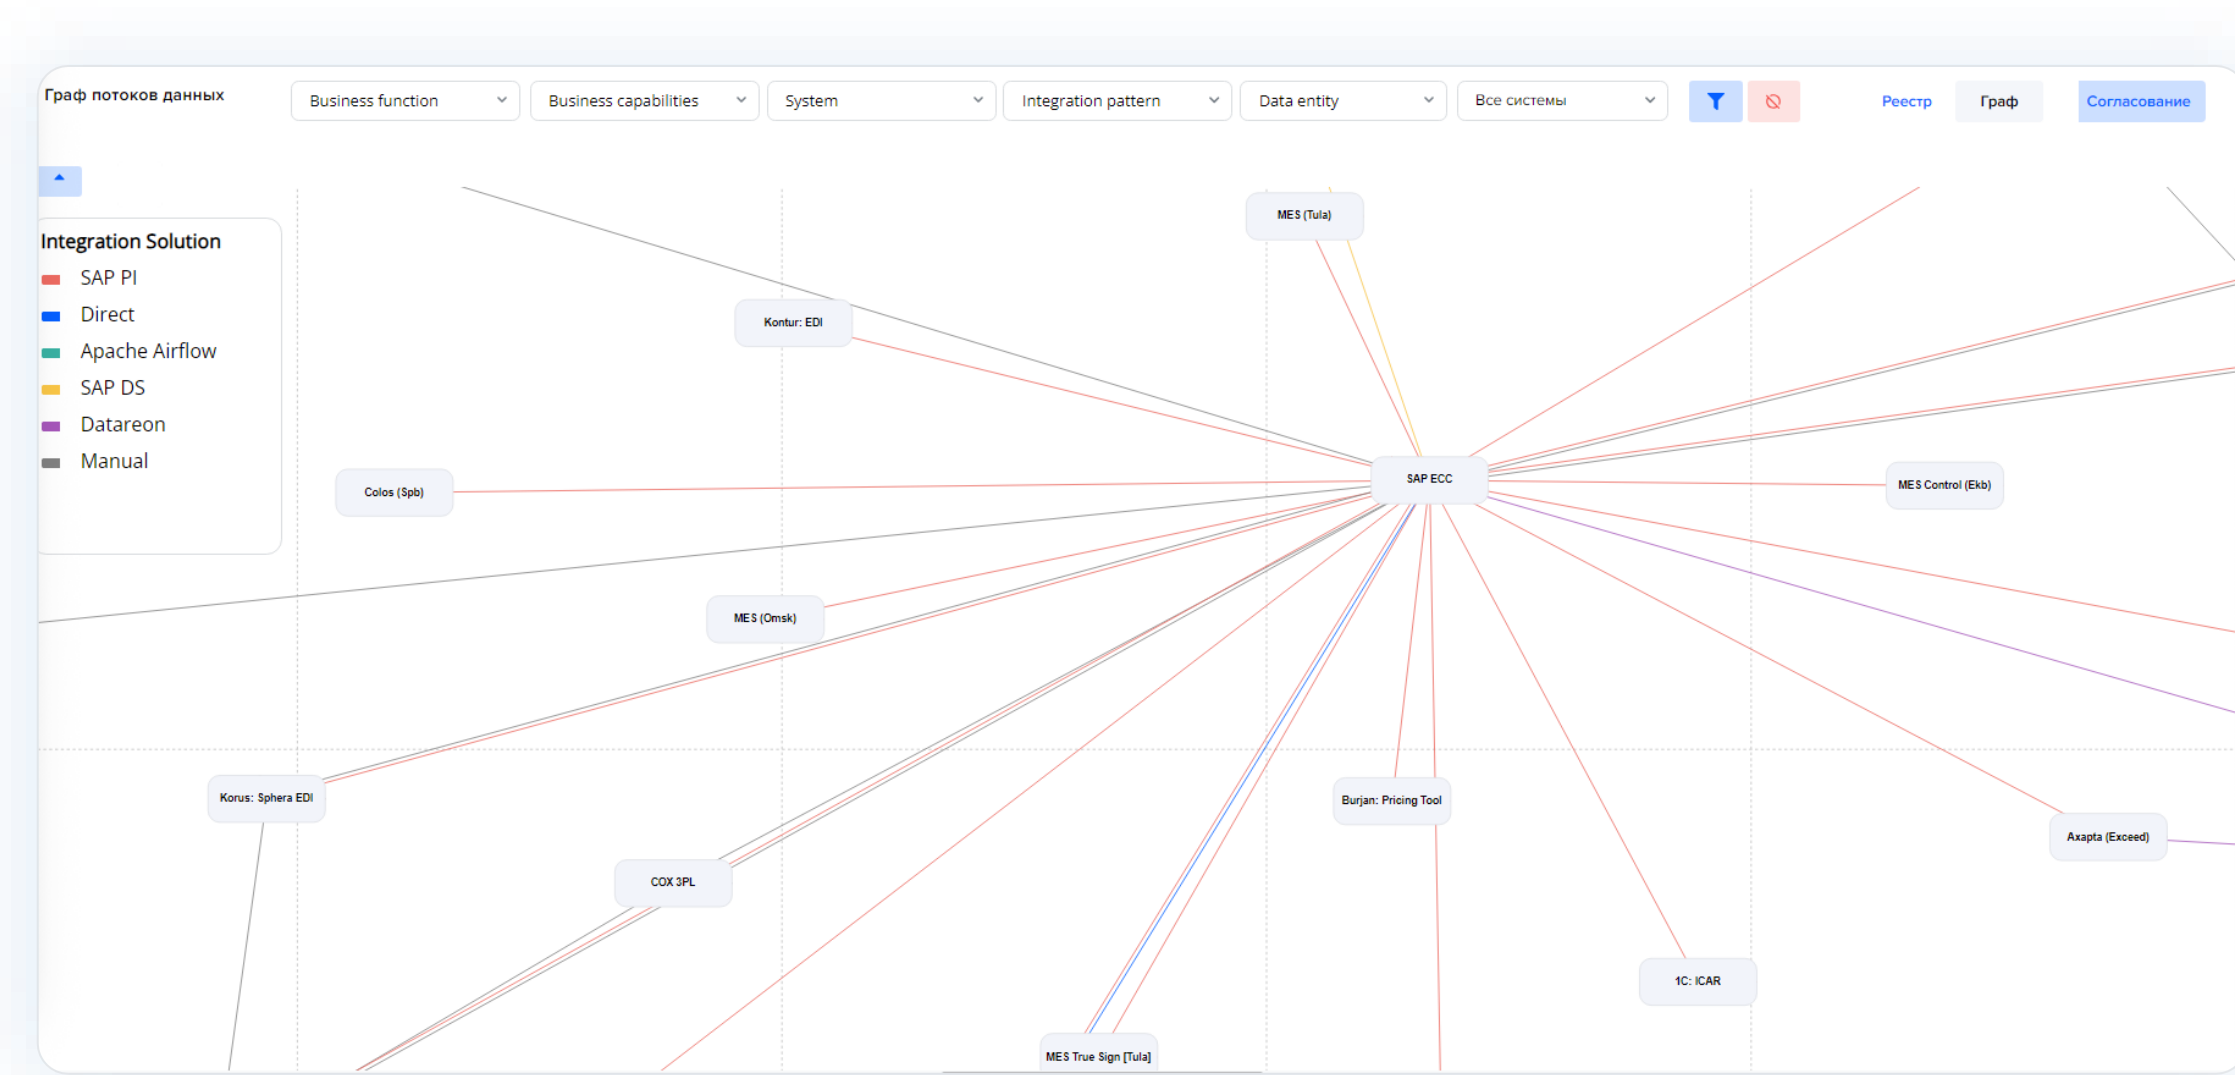 Граф потоков данных
Business function
Business capabilities
System
Integration pattern
Data entity
Все системы
Реестр
Граф
Согласование
Integration Solution
SAP PI
Direct
Apache Airflow
SAP DS
Datareon
Manual
MES (Tula)
Kontur: EDI
SAP ECC
MES Control (Ekb)
Colos (Spb)
MES (Omsk)
Korus: Sphera EDI
Burjan: Pricing Tool
Axapta (Exceed)
COX 3PL
1C: ICAR
MES True Sign [Tula]